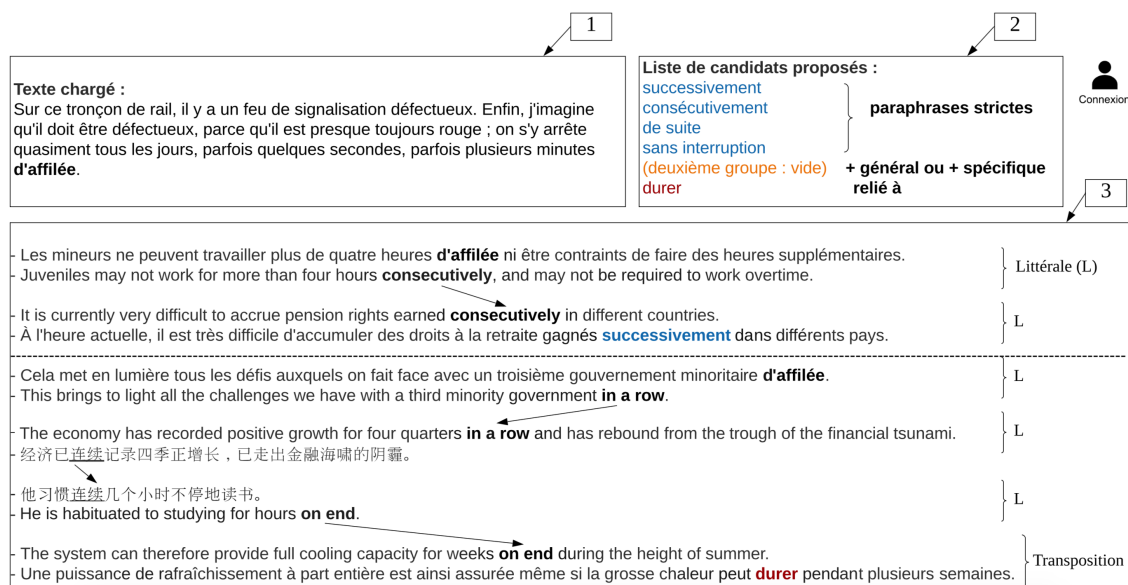 1
2
Texte chargé :
Sur ce tronçon de rail, il y a un feu de signalisation défectueux. Enfin, j'imagine
qu'il doit être défectueux, parce qu'il est presque toujours rouge ; on s'y arrête
quasiment tous les jours, parfois quelques secondes, parfois plusieurs minutes
d'affilée.
Liste de candidats proposés :
successivement
consécutivement
de suite
sans interruption
paraphrases strictes
(deuxième groupe : vide) + général ou + spécifique
durer relié à
Connexion
3
- Les mineurs ne peuvent travailler plus de quatre heures d'affilée ni être contraints de faire des heures supplémentaires.
- Juveniles may not work for more than four hours consecutively, and may not be required to work overtime.
Littérale (L)
- It is currently very difficult to accrue pension rights earned consecutively in different countries.
- À l'heure actuelle, il est très difficile d'accumuler des droits à la retraite gagnés successivement dans différents pays.
L
- Cela met en lumière tous les défis auxquels on fait face avec un troisième gouvernement minoritaire d'affilée.
- This brings to light all the challenges we have with a third minority government in a row.
L
- The economy has recorded positive growth for four quarters in a row and has rebound from the trough of the financial tsunami.
- 经济已连续记录四季正增长，已走出金融海啸的阴霾。
L
- 他习惯连续几个小时不停地读书。
- He is habituated to studying for hours on end.
L
- The system can therefore provide full cooling capacity for weeks on end during the height of summer.
- Une puissance de rafraîchissement à part entière est ainsi assurée même si la grosse chaleur peut durer pendant plusieurs semaines.
Transposition